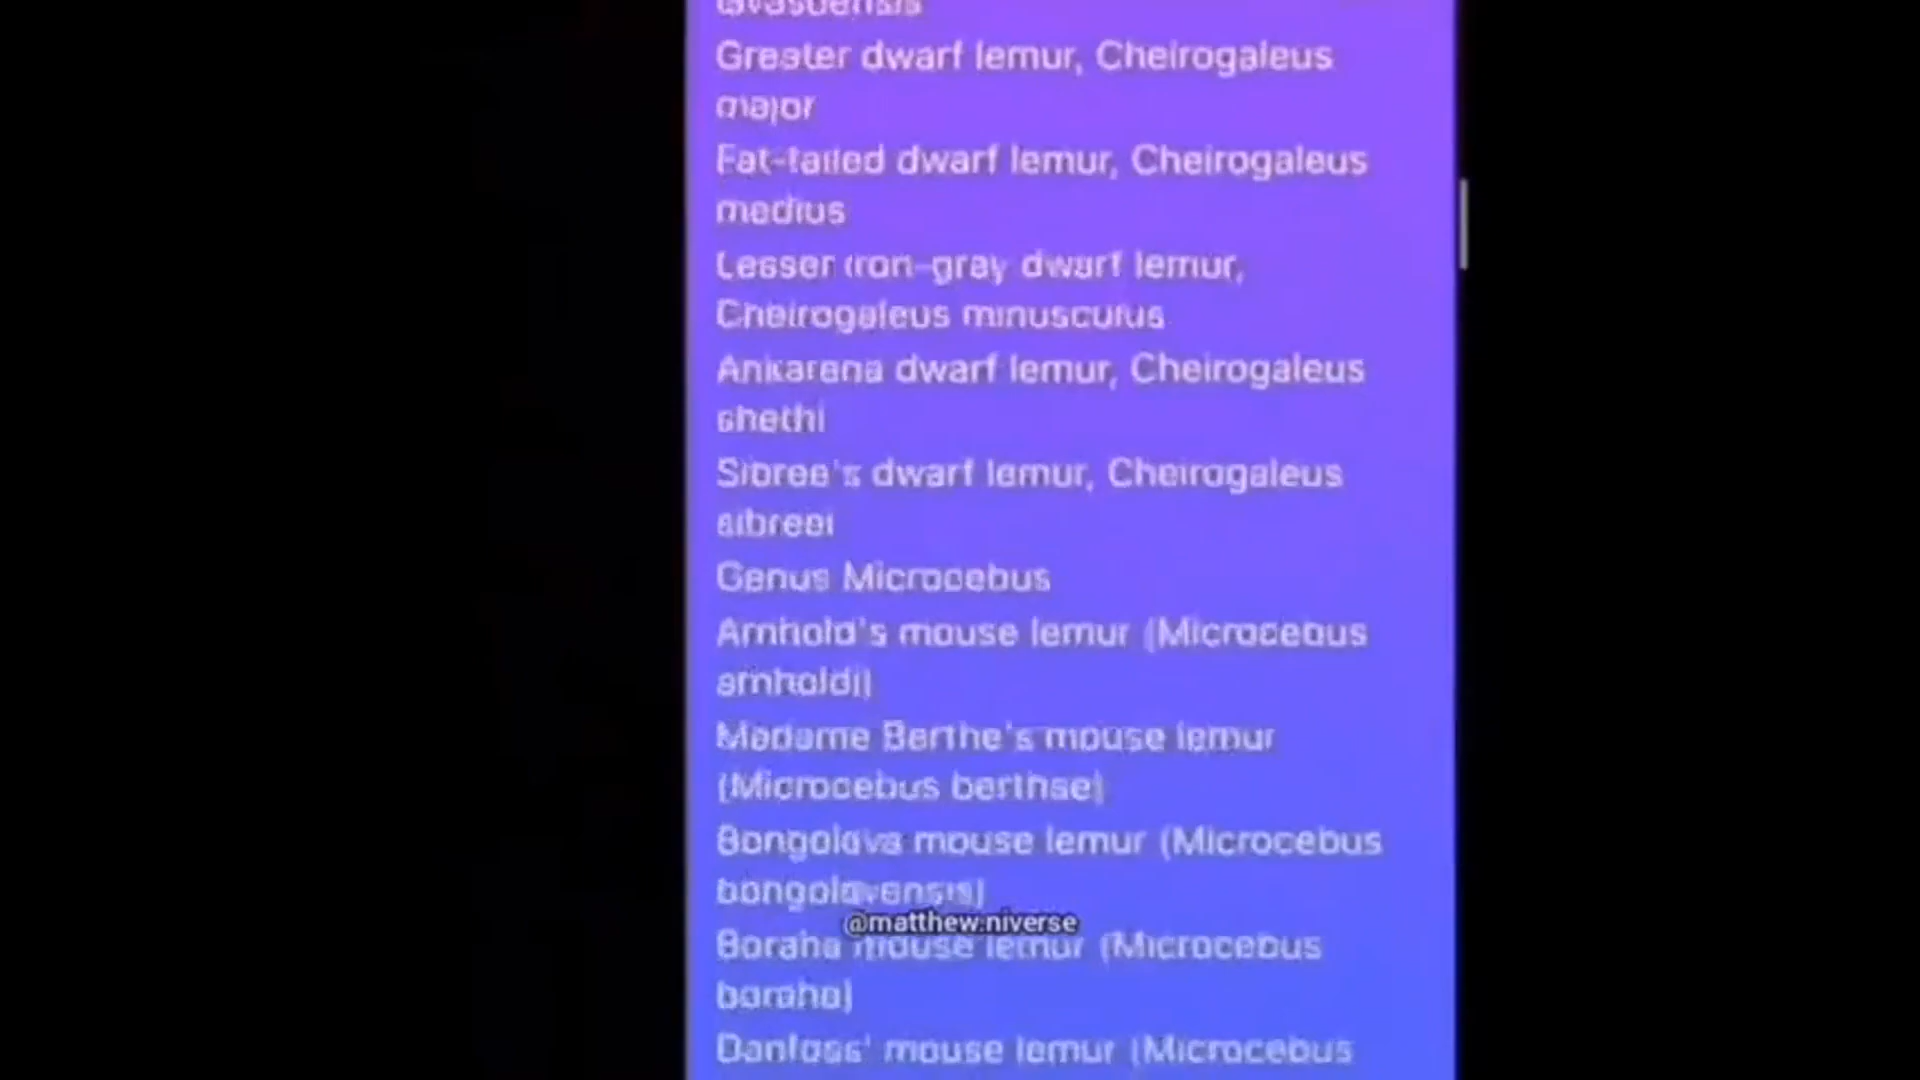 lavasoensis
Greater dwarf lemur, Cheirogaleus
major
Fat-tailed dwarf lemur, Cheirogaleus
medius
Lesser iron-gray dwarf lemur,
Cheirogaleus minusculus
Ankarana dwarf lemur, Cheirogaleus
shethi
Sibree's dwarf lemur, Cheirogaleus
sibreei
Genus Microcebus
Arnhold's mouse lemur (Microcebus
arnholdi)
Madame Berthe's mouse lemur
(Microcebus berthae)
Bongolava mouse lemur (Microcebus
bongolavensis)
@matthew.niverse
Boraha mouse lemur (Microcebus
boraha)
Danfoss' mouse lemur (Microcebus